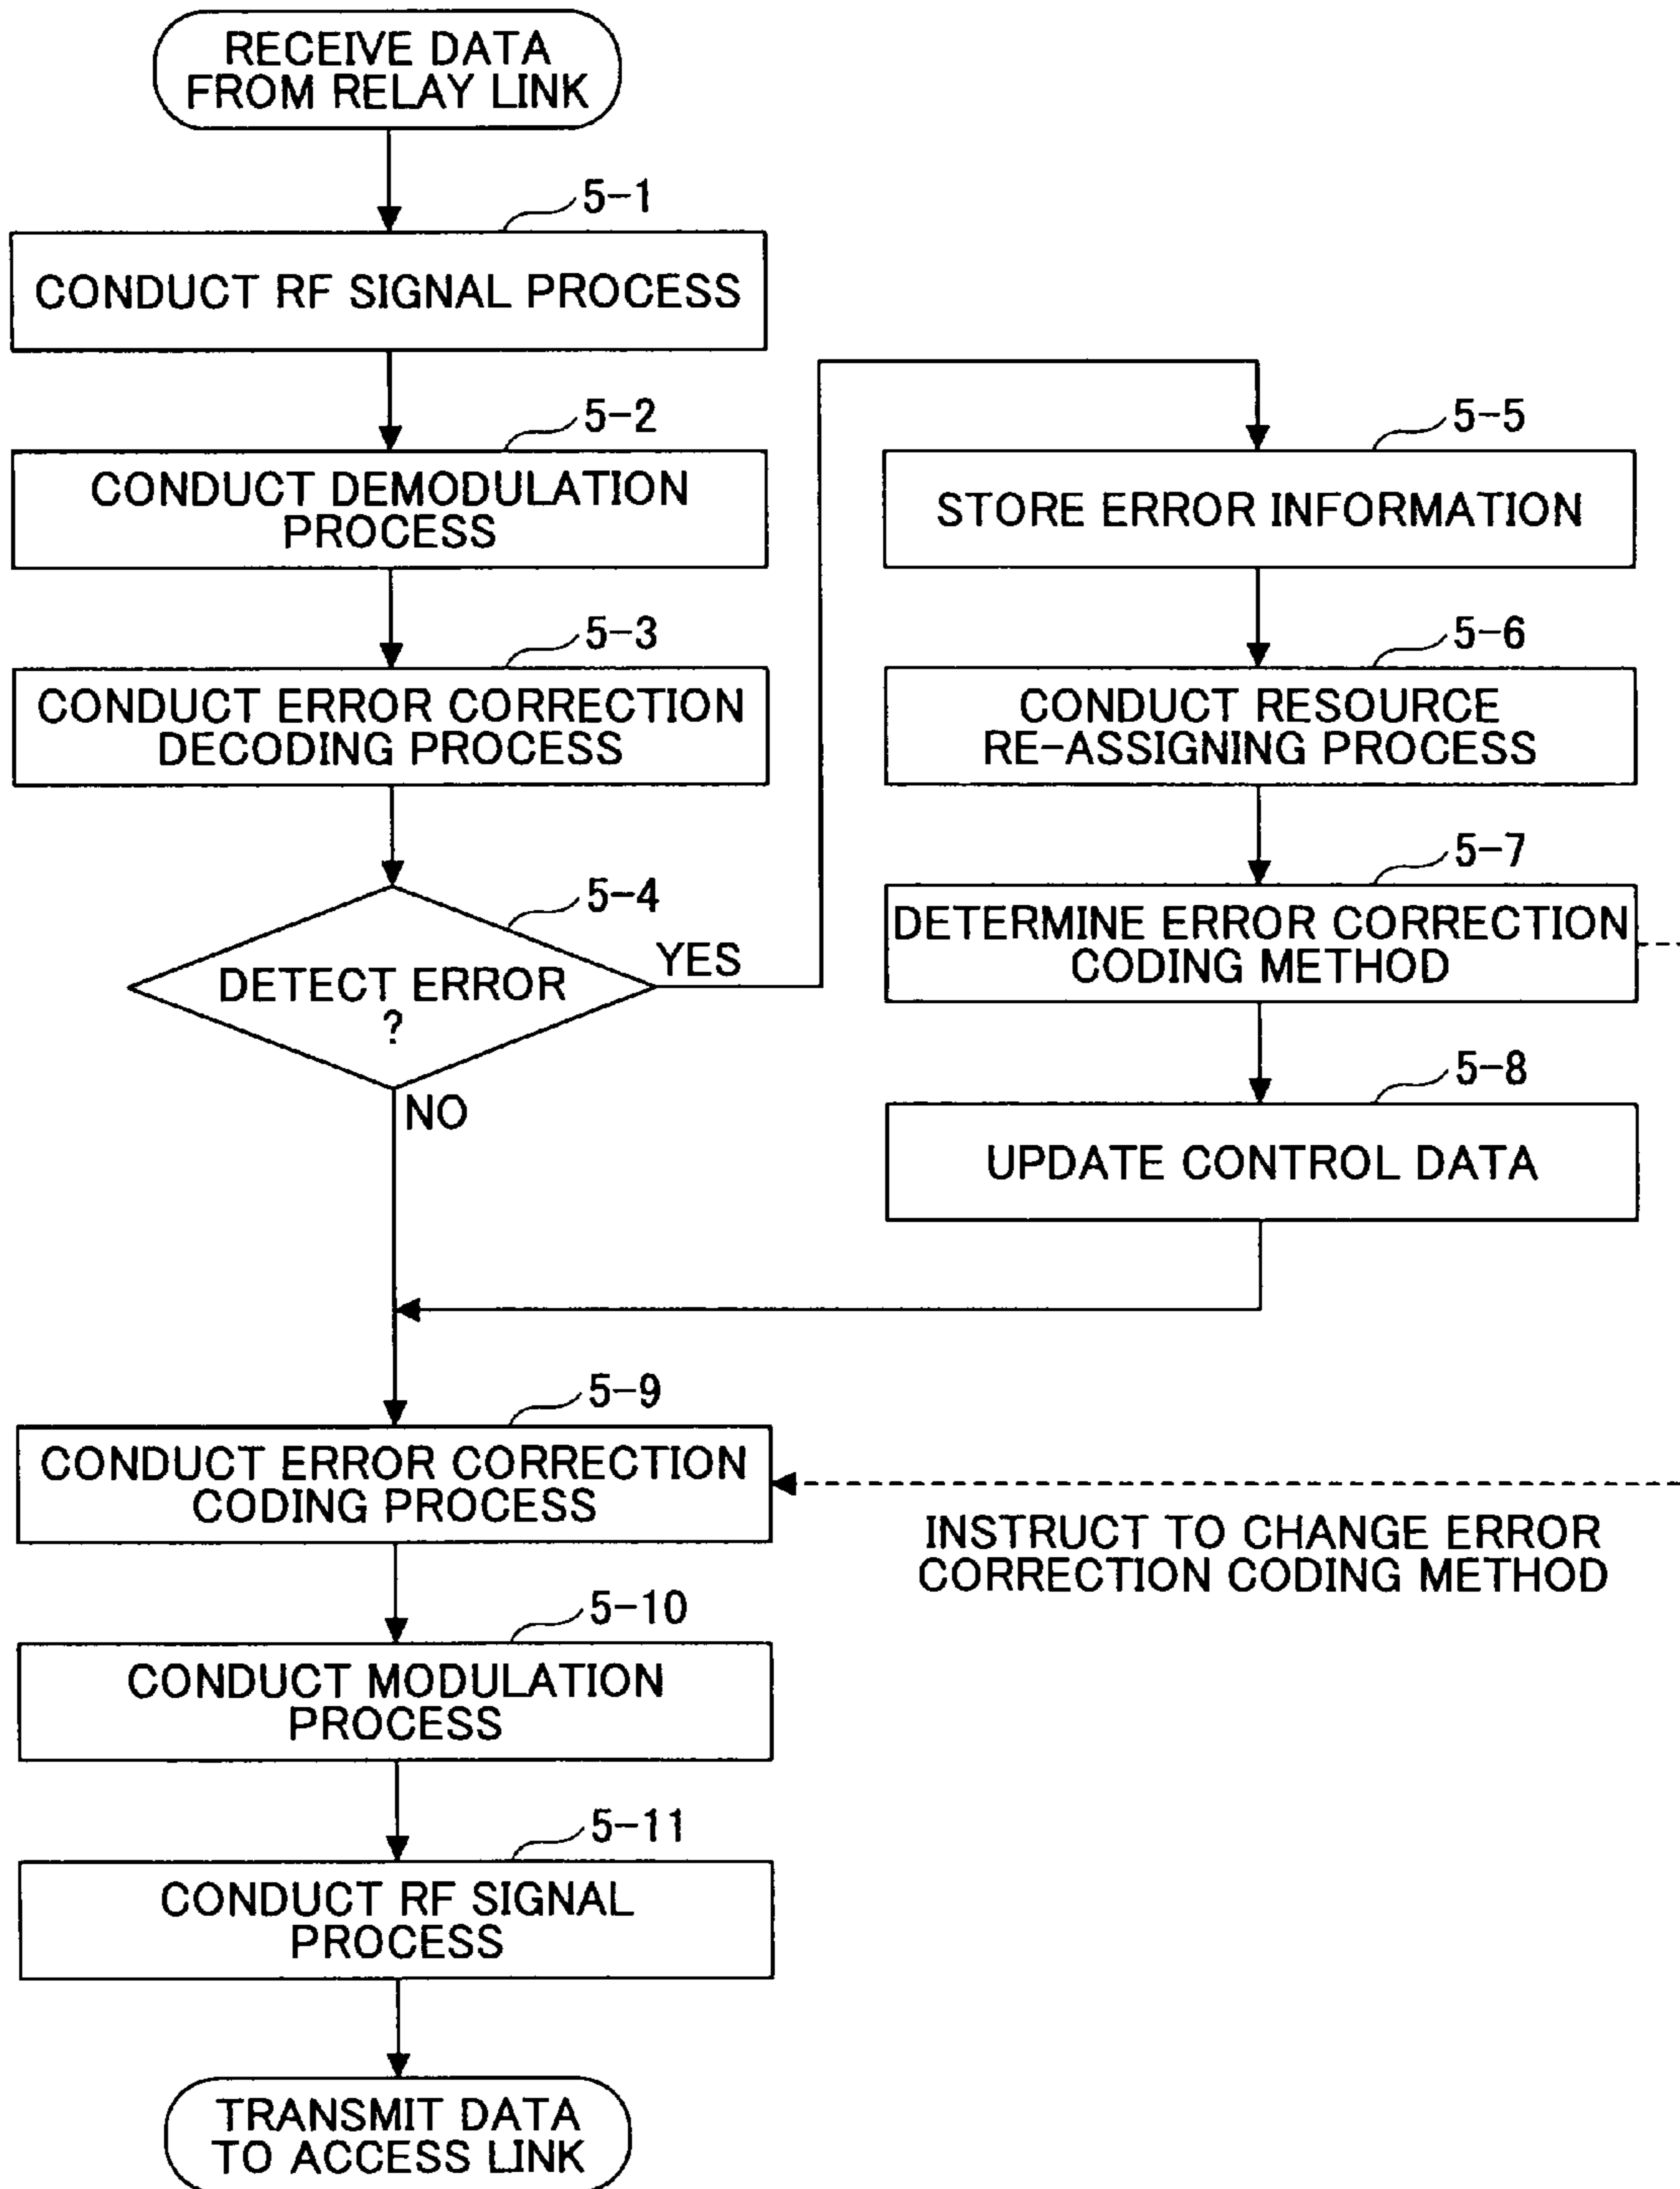 RECEIVE DATA
FROM RELAY LINK
5-1
CONDUCT RF SIGNAL PROCESS
5-2
CONDUCT DEMODULATION
PROCESS
5-3
CONDUCT ERROR CORRECTION
DECODING PROCESS
5-4
DETECT ERROR
?
YES
NO
5-5
STORE ERROR INFORMATION
5-6
CONDUCT RESOURCE
RE-ASSIGNING PROCESS
5-7
DETERMINE ERROR CORRECTION
CODING METHOD
5-8
UPDATE CONTROL DATA
5-9
CONDUCT ERROR CORRECTION
CODING PROCESS
INSTRUCT TO CHANGE ERROR
CORRECTION CODING METHOD
5-10
CONDUCT MODULATION
PROCESS
5-11
CONDUCT RF SIGNAL
PROCESS
TRANSMIT DATA
TO ACCESS LINK